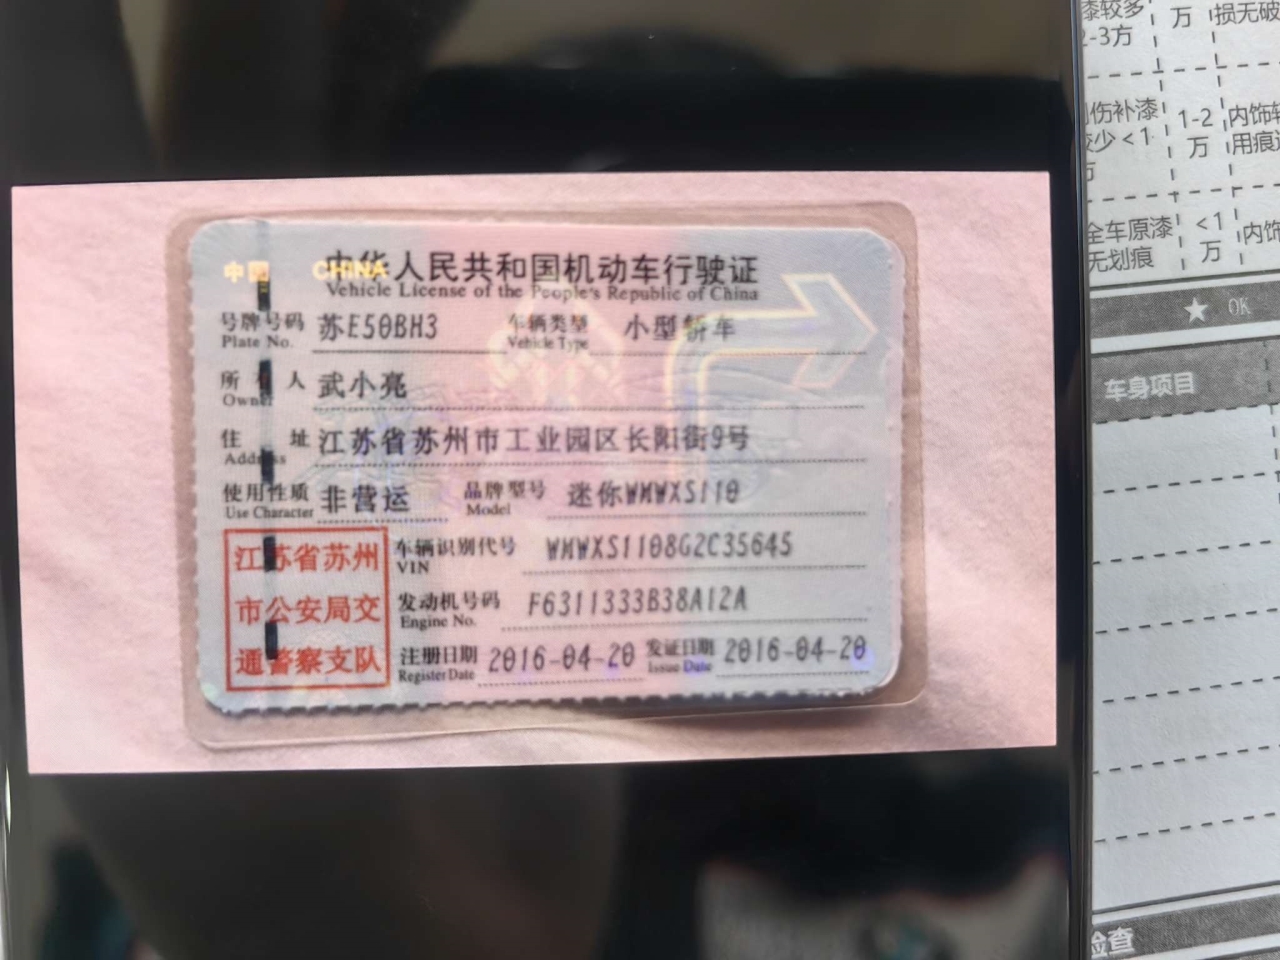 中国 CHINA
中华人民共和国机动车行驶证
Vehicle License of the People's Republic of China
号牌号码 苏E50BH3 车辆类型 小型轿车
Plate No. Vehicle Type
所有人 武小亮
Owner
住址 江苏省苏州市工业园区长阳街9号
Address
使用性质 非营运 品牌型号 迷你WMWXS110
Use Character Model
江苏省苏州
市公安局交
通警察支队
车辆识别代号 WMWXS1108G2C35645
VIN
发动机号码 F6311333B38A12A
Engine No.
注册日期 2016-04-20 发证日期 2016-04-20
Register Date Issue Date
漆较多 万 损无破
2-3方
伤补漆 1-2 内饰轻
较少<1 万 用痕迹
万
全车原漆 <1 内饰
无划痕 万
★ OK
车身项目
检查